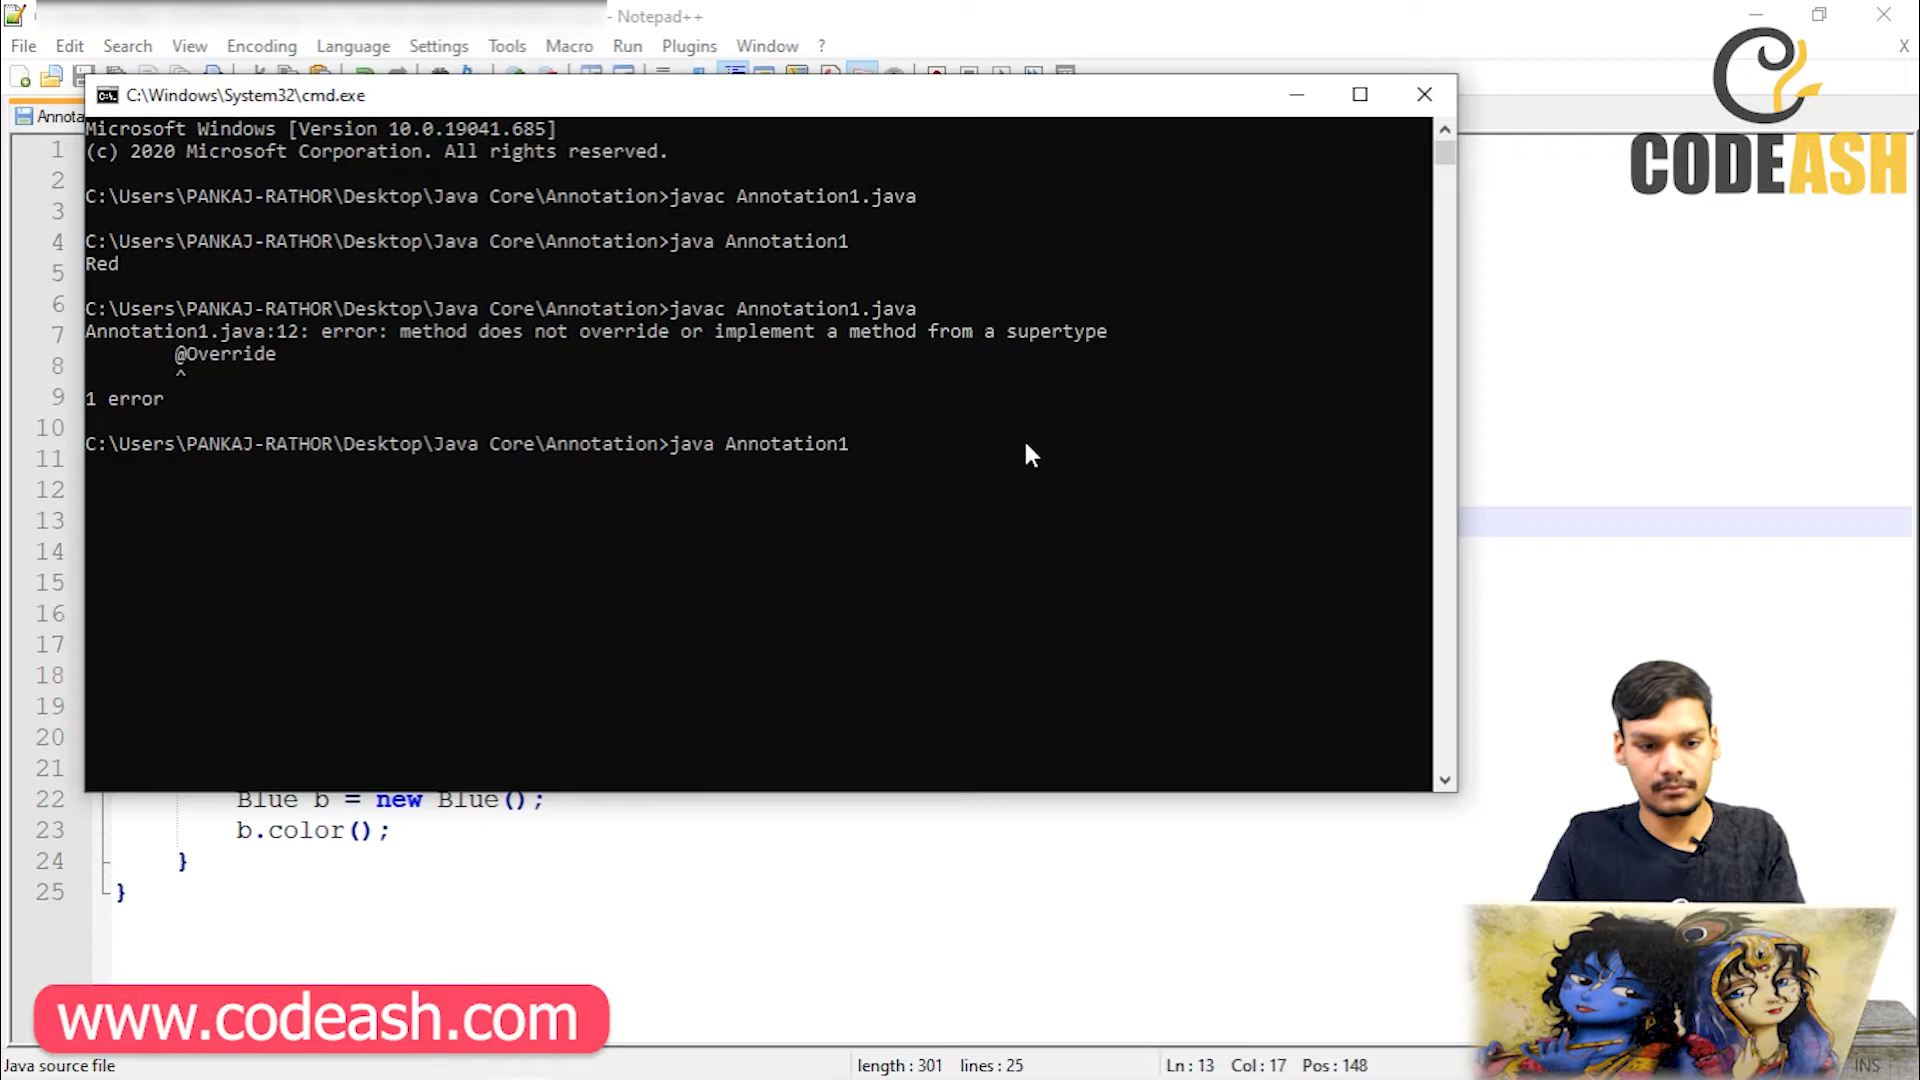 - Notepad++
File Edit Search View Encoding Language Settings Tools Macro Run Plugins Window ? X
CODEASH
C:\Windows\System32\cmd.exe
Annota
Microsoft Windows [Version 10.0.19041.685]
(c) 2020 Microsoft Corporation. All rights reserved.
C:\Users\PANKAJ-RATHOR\Desktop\Java Core\Annotation>javac Annotation1.java
C:\Users\PANKAJ-RATHOR\Desktop\Java Core\Annotation>java Annotation1
Red
C:\Users\PANKAJ-RATHOR\Desktop\Java Core\Annotation>javac Annotation1.java
Annotation1.java:12: error: method does not override or implement a method from a supertype
@Override
^
1 error
C:\Users\PANKAJ-RATHOR\Desktop\Java Core\Annotation>java Annotation1
1
2
3
4
5
6
7
8
9
10
11
12
13
14
15
16
17
18
19
20
21
22 Blue b = new Blue();
23 b.color();
24 }
25 }
www.codeash.com
Java source file length : 301 lines : 25 Ln : 13 Col : 17 Pos : 148 INS